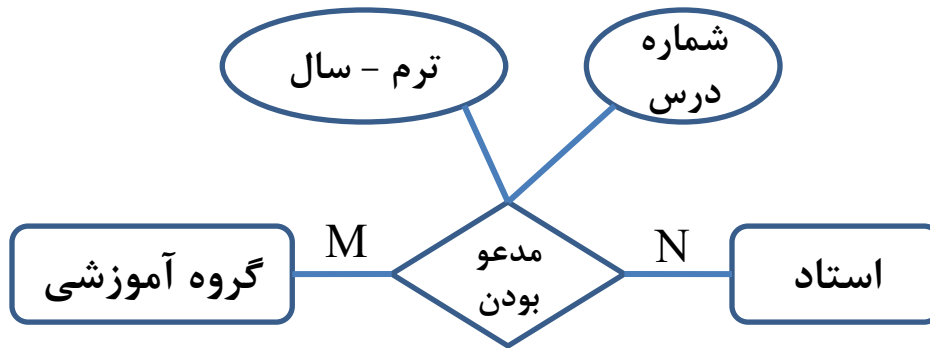 شماره
درس
ترم - سال
گروه آموزشی
M
مدعو
بودن
N
استاد